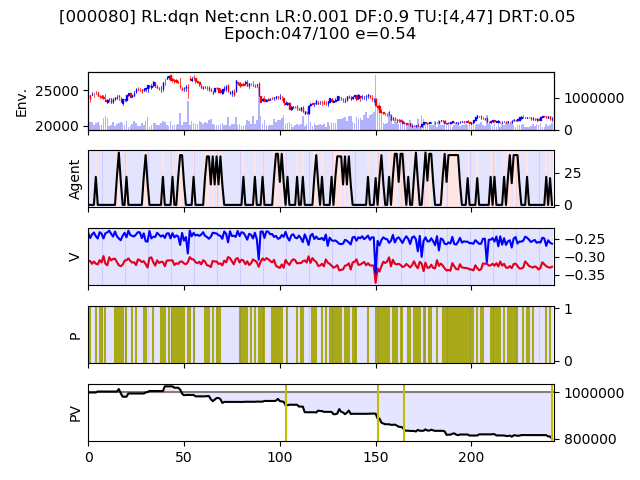 [000080] RL:dqn Net:cnn LR:0.001 DF:0.9 TU:[4,47] DRT:0.05
Epoch:047/100 e=0.54
Env.
25000
20000
1000000
0
Agent
25
0
V
−0.25
−0.30
−0.35
P
1
0
PV
1000000
800000
0 50 100 150 200